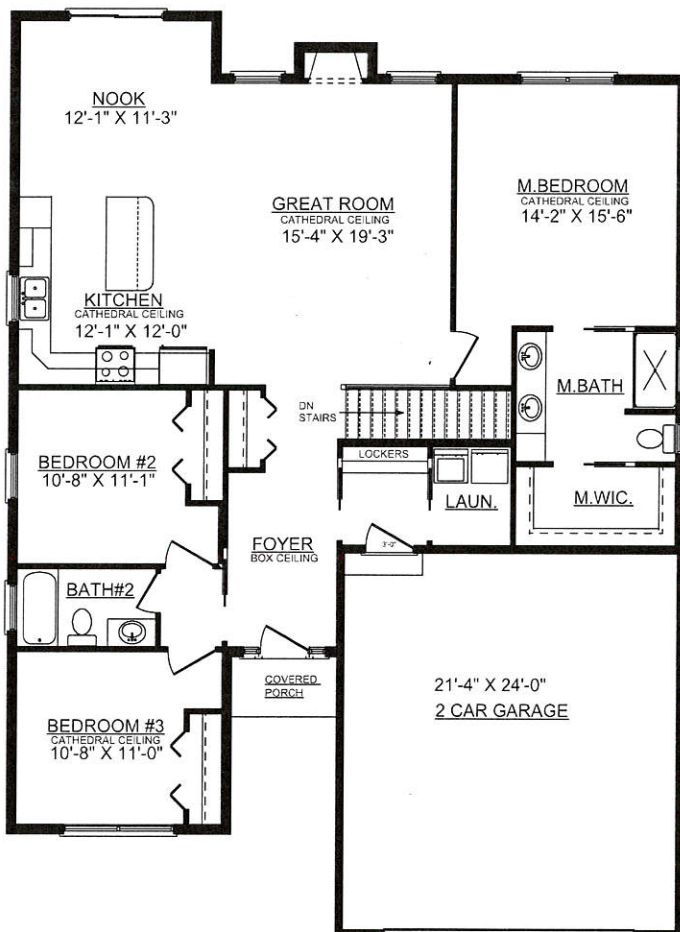 NOOK
12'-1" X 11'-3"
GREAT ROOM
CATHEDRAL CEILING
15'-4" X 19'-3"
M.BEDROOM
CATHEDRAL CEILING
14'-2" X 15'-6"
KITCHEN
CATHEDRAL CEILING
12'-1" X 12'-0"
DN
STAIRS
M.BATH
BEDROOM #2
10'-8" X 11'-1"
LOCKERS
LAUN.
M.WIC.
FOYER
BOX CEILING
3'-0"
BATH#2
COVERED
PORCH
BEDROOM #3
CATHEDRAL CEILING
10'-8" X 11'-0"
21'-4" X 24'-0"
2 CAR GARAGE